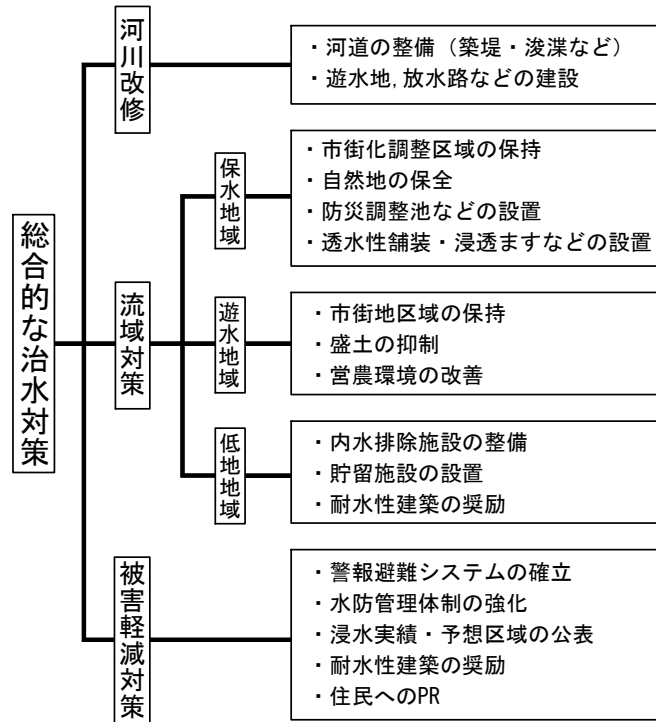 総合的な治水対策
河川改修
・河道の整備（築堤・浚渫など）
・遊水地,放水路などの建設
流域対策
保水地域
・市街化調整区域の保持
・自然地の保全
・防災調整池などの設置
・透水性舗装・浸透ますなどの設置
遊水地域
・市街地区域の保持
・盛土の抑制
・営農環境の改善
低地地域
・内水排除施設の整備
・貯留施設の設置
・耐水性建築の奨励
被害軽減対策
・警報避難システムの確立
・水防管理体制の強化
・浸水実績・予想区域の公表
・耐水性建築の奨励
・住民へのPR